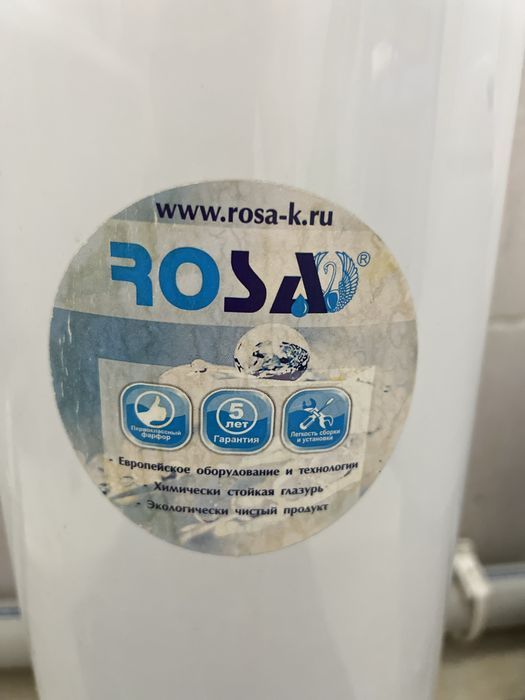 www.rosa-k.ru
ROSA®
Первоклассный
фарфор
5
лет
Гарантия
Легкость сборки
и установки
· Европейское оборудование и технологии
· Химически стойкая глазурь
· Экологически чистый продукт